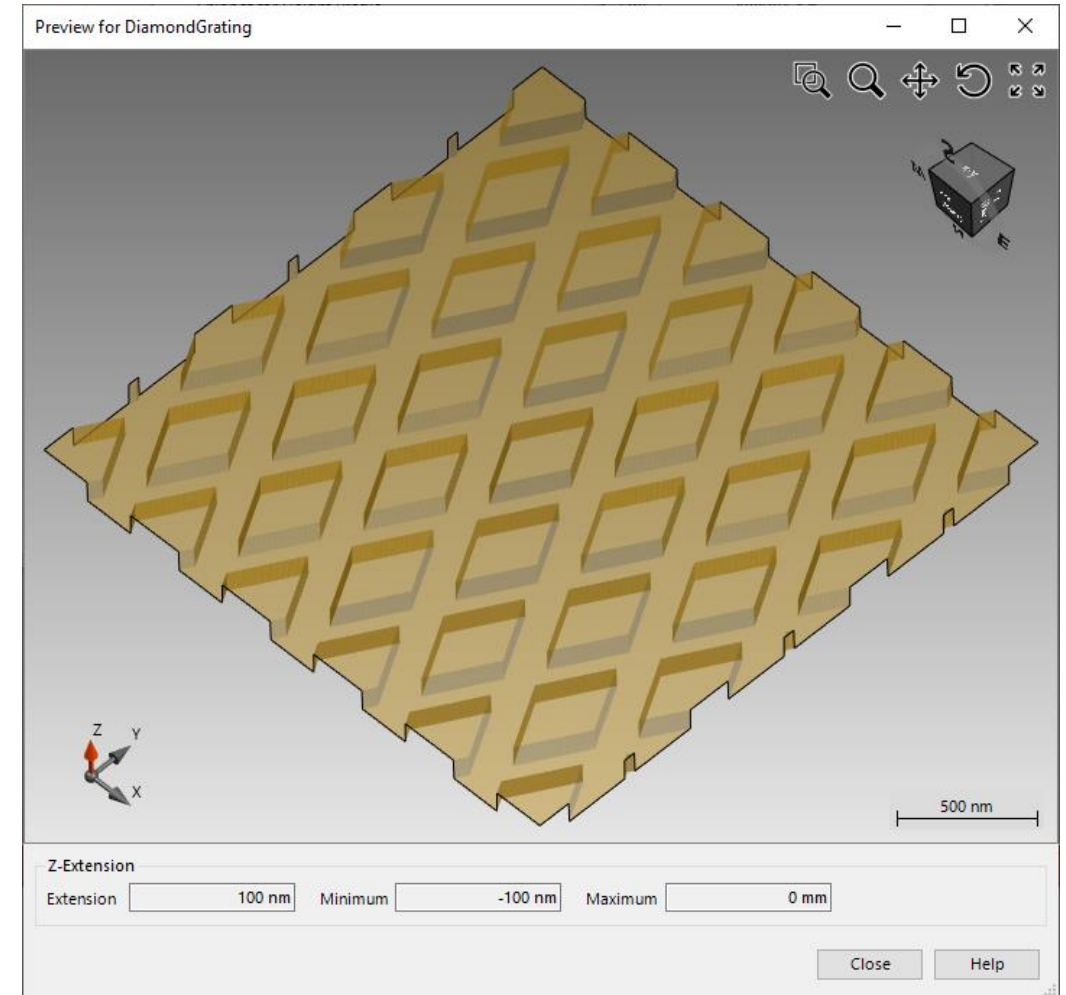 Preview for DiamondGrating
Z
Y
X
500 nm
Z-Extension
Extension 100 nm Minimum -100 nm Maximum 0 mm
Close Help